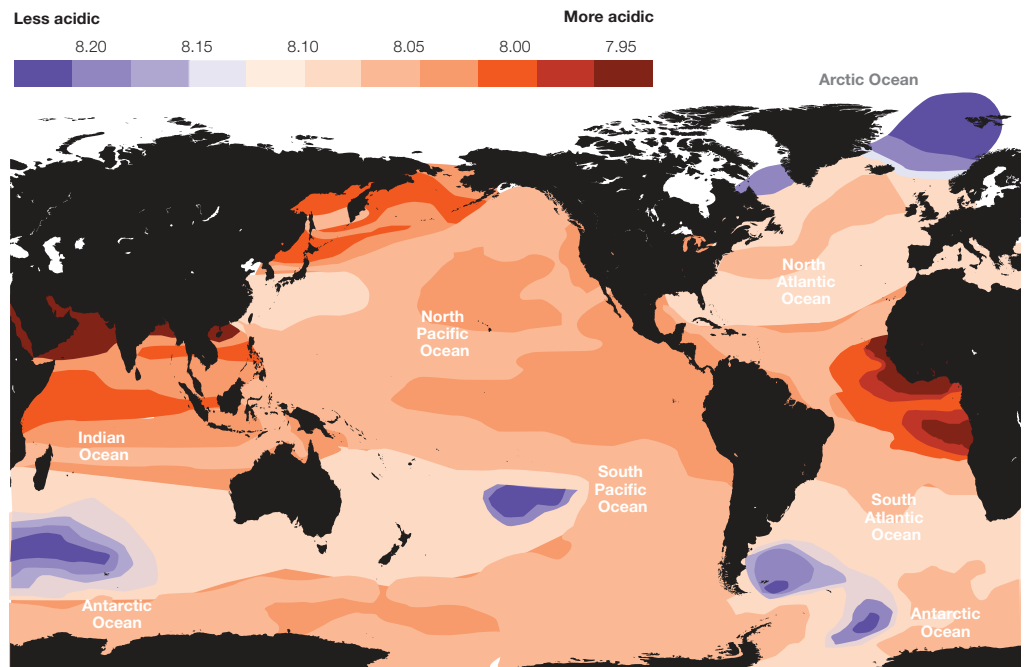 Less acidic
More acidic
8.20
8.15
8.10
8.05
8.00
7.95
Arctic Ocean
North
Atlantic
Ocean
North
Pacific
Ocean
Indian
Ocean
South
Pacific
Ocean
South
Atlantic
Ocean
Antarctic
Ocean
Antarctic
Ocean